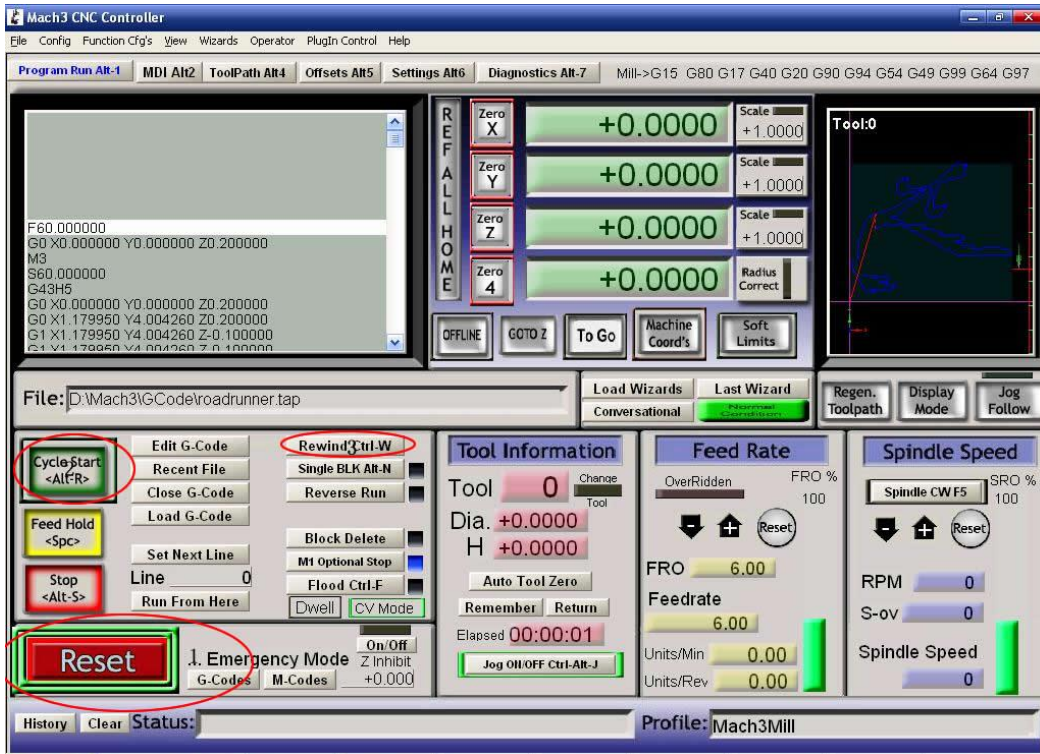 Mach3 CNC Controller
File Config Function Cfg's View Wizards Operator PlugIn Control Help
Program Run Alt-1 MDI Alt2 ToolPath Alt4 Offsets Alt5 Settings Alt6 Diagnostics Alt-7 Mill->G15 G80 G17 G40 G20 G90 G94 G54 G49 G99 G64 G97
F60.000000
G0 X0.000000 Y0.000000 Z0.200000
M3
S60.000000
G43H5
G0 X0.000000 Y0.000000 Z0.200000
G0 X1.179950 Y4.004260 Z0.200000
G1 X1.179950 Y4.004260 Z-0.100000
G1 X1.179950 Y4.004260 Z-0.100000
REF ALL HOME
Zero X +0.0000 Scale +1.0000
Zero Y +0.0000 Scale +1.0000
Zero Z +0.0000 Scale +1.0000
Zero 4 +0.0000 Radius Correct
OFFLINE GOTO Z To Go Machine Coord's Soft Limits
Tool:0
File: D:\Mach3\GCode\roadrunner.tap
Load Wizards Last Wizard
Conversational Normal Condition
Regen. Toolpath Display Mode Jog Follow
Cycle Start <Alt-R>
2
Feed Hold <Spc>
Stop <Alt-S>
Edit G-Code
Recent File
Close G-Code
Load G-Code
Set Next Line
Line 0
Run From Here
Rewind Ctrl-W
3
Single BLK Alt-N
Reverse Run
Block Delete
M1 Optional Stop
Flood Ctrl-F
Dwell CV Mode
Reset
1. Emergency Mode
G-Codes M-Codes
On/Off
Z Inhibit
+0.000
Tool Information
Tool 0 Change Tool
Dia. +0.0000
H +0.0000
Auto Tool Zero
Remember Return
Elapsed 00:00:01
Jog ON/OFF Ctrl-Alt-J
Feed Rate
OverRidden FRO %
100
Reset
FRO 6.00
Feedrate
6.00
Units/Min 0.00
Units/Rev 0.00
Spindle Speed
Spindle CW F5 SRO %
100
Reset
RPM 0
S-ov 0
Spindle Speed
0
History Clear Status: Profile: Mach3Mill